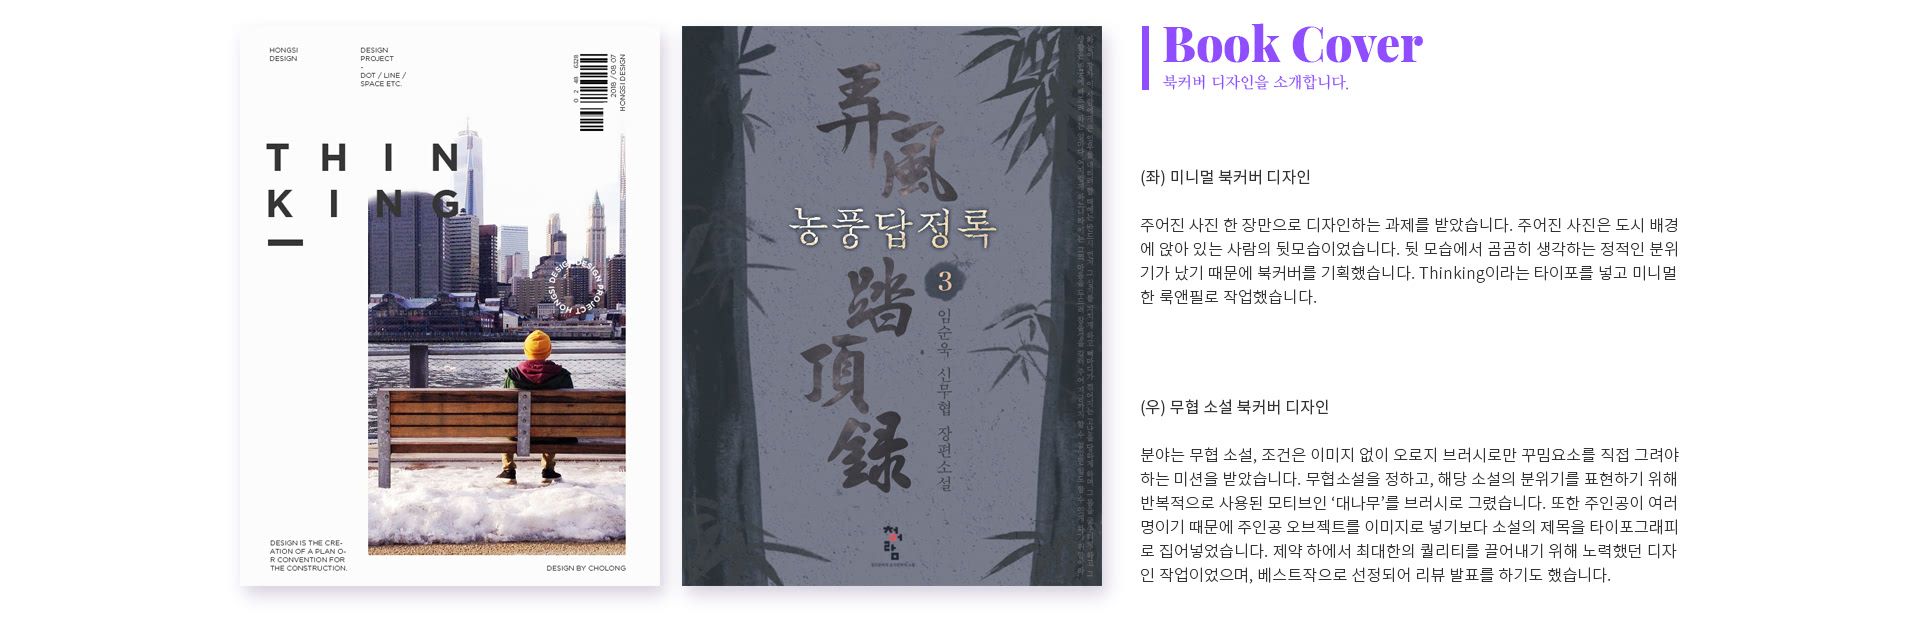 HONGSI
DESIGN
DESIGN
PROJECT
-
DOT / LINE /
SPACE ETC.
2018 / 08 07
HONGSI DESIGN
THIN
KING
HONGSI DESIGN DESIGN PROJECT
DESIGN IS THE CRE-
ATION OF A PLAN O-
R CONVENTION FOR
THE CONSTRUCTION.
DESIGN BY CHOLONG
弄風
농풍답정록
3
踏
頂
録
임순욱 신무협 장편소설
청어람
Book Cover
북커버 디자인을 소개합니다.
(좌) 미니멀 북커버 디자인
주어진 사진 한 장만으로 디자인하는 과제를 받았습니다. 주어진 사진은 도시 배경
에 앉아 있는 사람의 뒷모습이었습니다. 뒷 모습에서 곰곰히 생각하는 정적인 분위
기가 났기 때문에 북커버를 기획했습니다. Thinking이라는 타이포를 넣고 미니멀
한 룩앤필로 작업했습니다.
(우) 무협 소설 북커버 디자인
분야는 무협 소설, 조건은 이미지 없이 오로지 브러시로만 꾸밈요소를 직접 그려야
하는 미션을 받았습니다. 무협소설을 정하고, 해당 소설의 분위기를 표현하기 위해
반복적으로 사용된 모티브인 ‘대나무’를 브러시로 그렸습니다. 또한 주인공이 여러
명이기 때문에 주인공 오브젝트를 이미지로 넣기보다 소설의 제목을 타이포그래피
로 집어넣었습니다. 제약 하에서 최대한의 퀄리티를 끌어내기 위해 노력했던 디자
인 작업이었으며, 베스트작으로 선정되어 리뷰 발표를 하기도 했습니다.